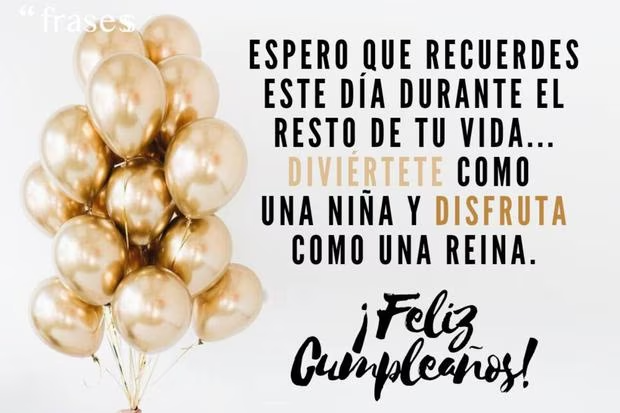 “frases
ESPERO QUE RECUERDES
ESTE DÍA DURANTE EL
RESTO DE TU VIDA...
DIVIÉRTETE COMO
UNA NIÑA Y DISFRUTA
COMO UNA REINA.
¡Feliz
Cumpleaños!